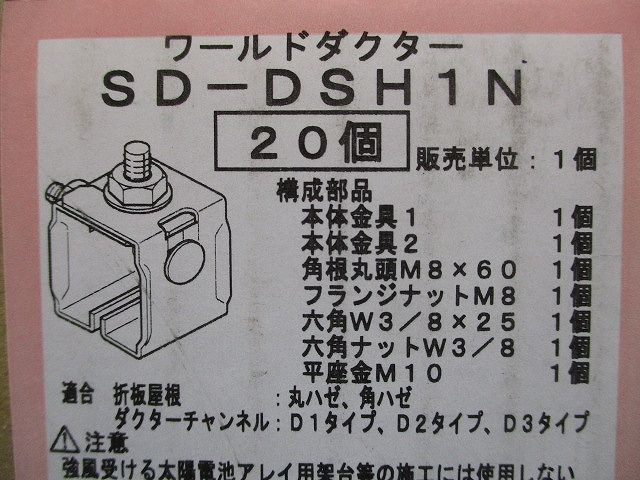 ワールドダクター
SD－DSH1N
20個
販売単位：1個
構成部品
本体金具1 1個
本体金具2 1個
角根丸頭M8×60 1個
フランジナットM8 1個
六角W3／8×25 1個
六角ナットW3／8 1個
平座金M10 1個
適合 折板屋根 ：丸ハゼ、角ハゼ
ダクターチャンネル：D1タイプ、D2タイプ、D3タイプ
⚠注意
強風受ける太陽電池アレイ用架台等の施工には使用しない